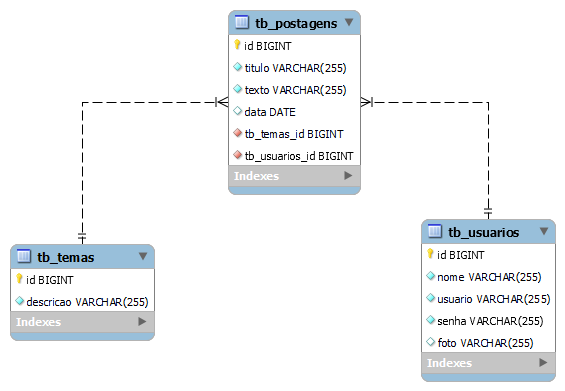 tb_postagens
id BIGINT
titulo VARCHAR(255)
texto VARCHAR(255)
data DATE
tb_temas_id BIGINT
tb_usuarios_id BIGINT
Indexes
tb_temas
id BIGINT
descricao VARCHAR(255)
Indexes
tb_usuarios
id BIGINT
nome VARCHAR(255)
usuario VARCHAR(255)
senha VARCHAR(255)
foto VARCHAR(255)
Indexes